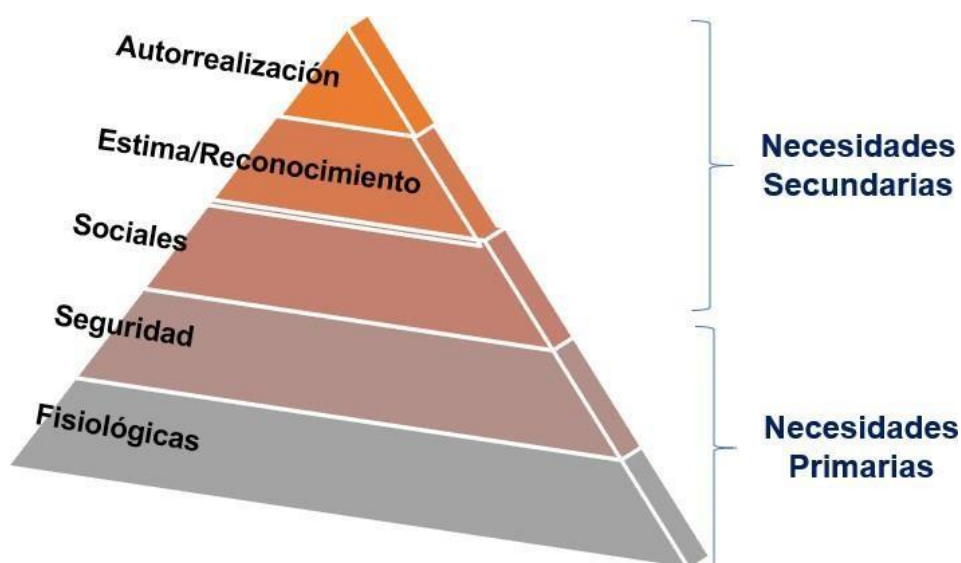 Autorrealización
Estima/Reconocimiento
Sociales
Seguridad
Fisiológicas
Necesidades
Secundarias
Necesidades
Primarias